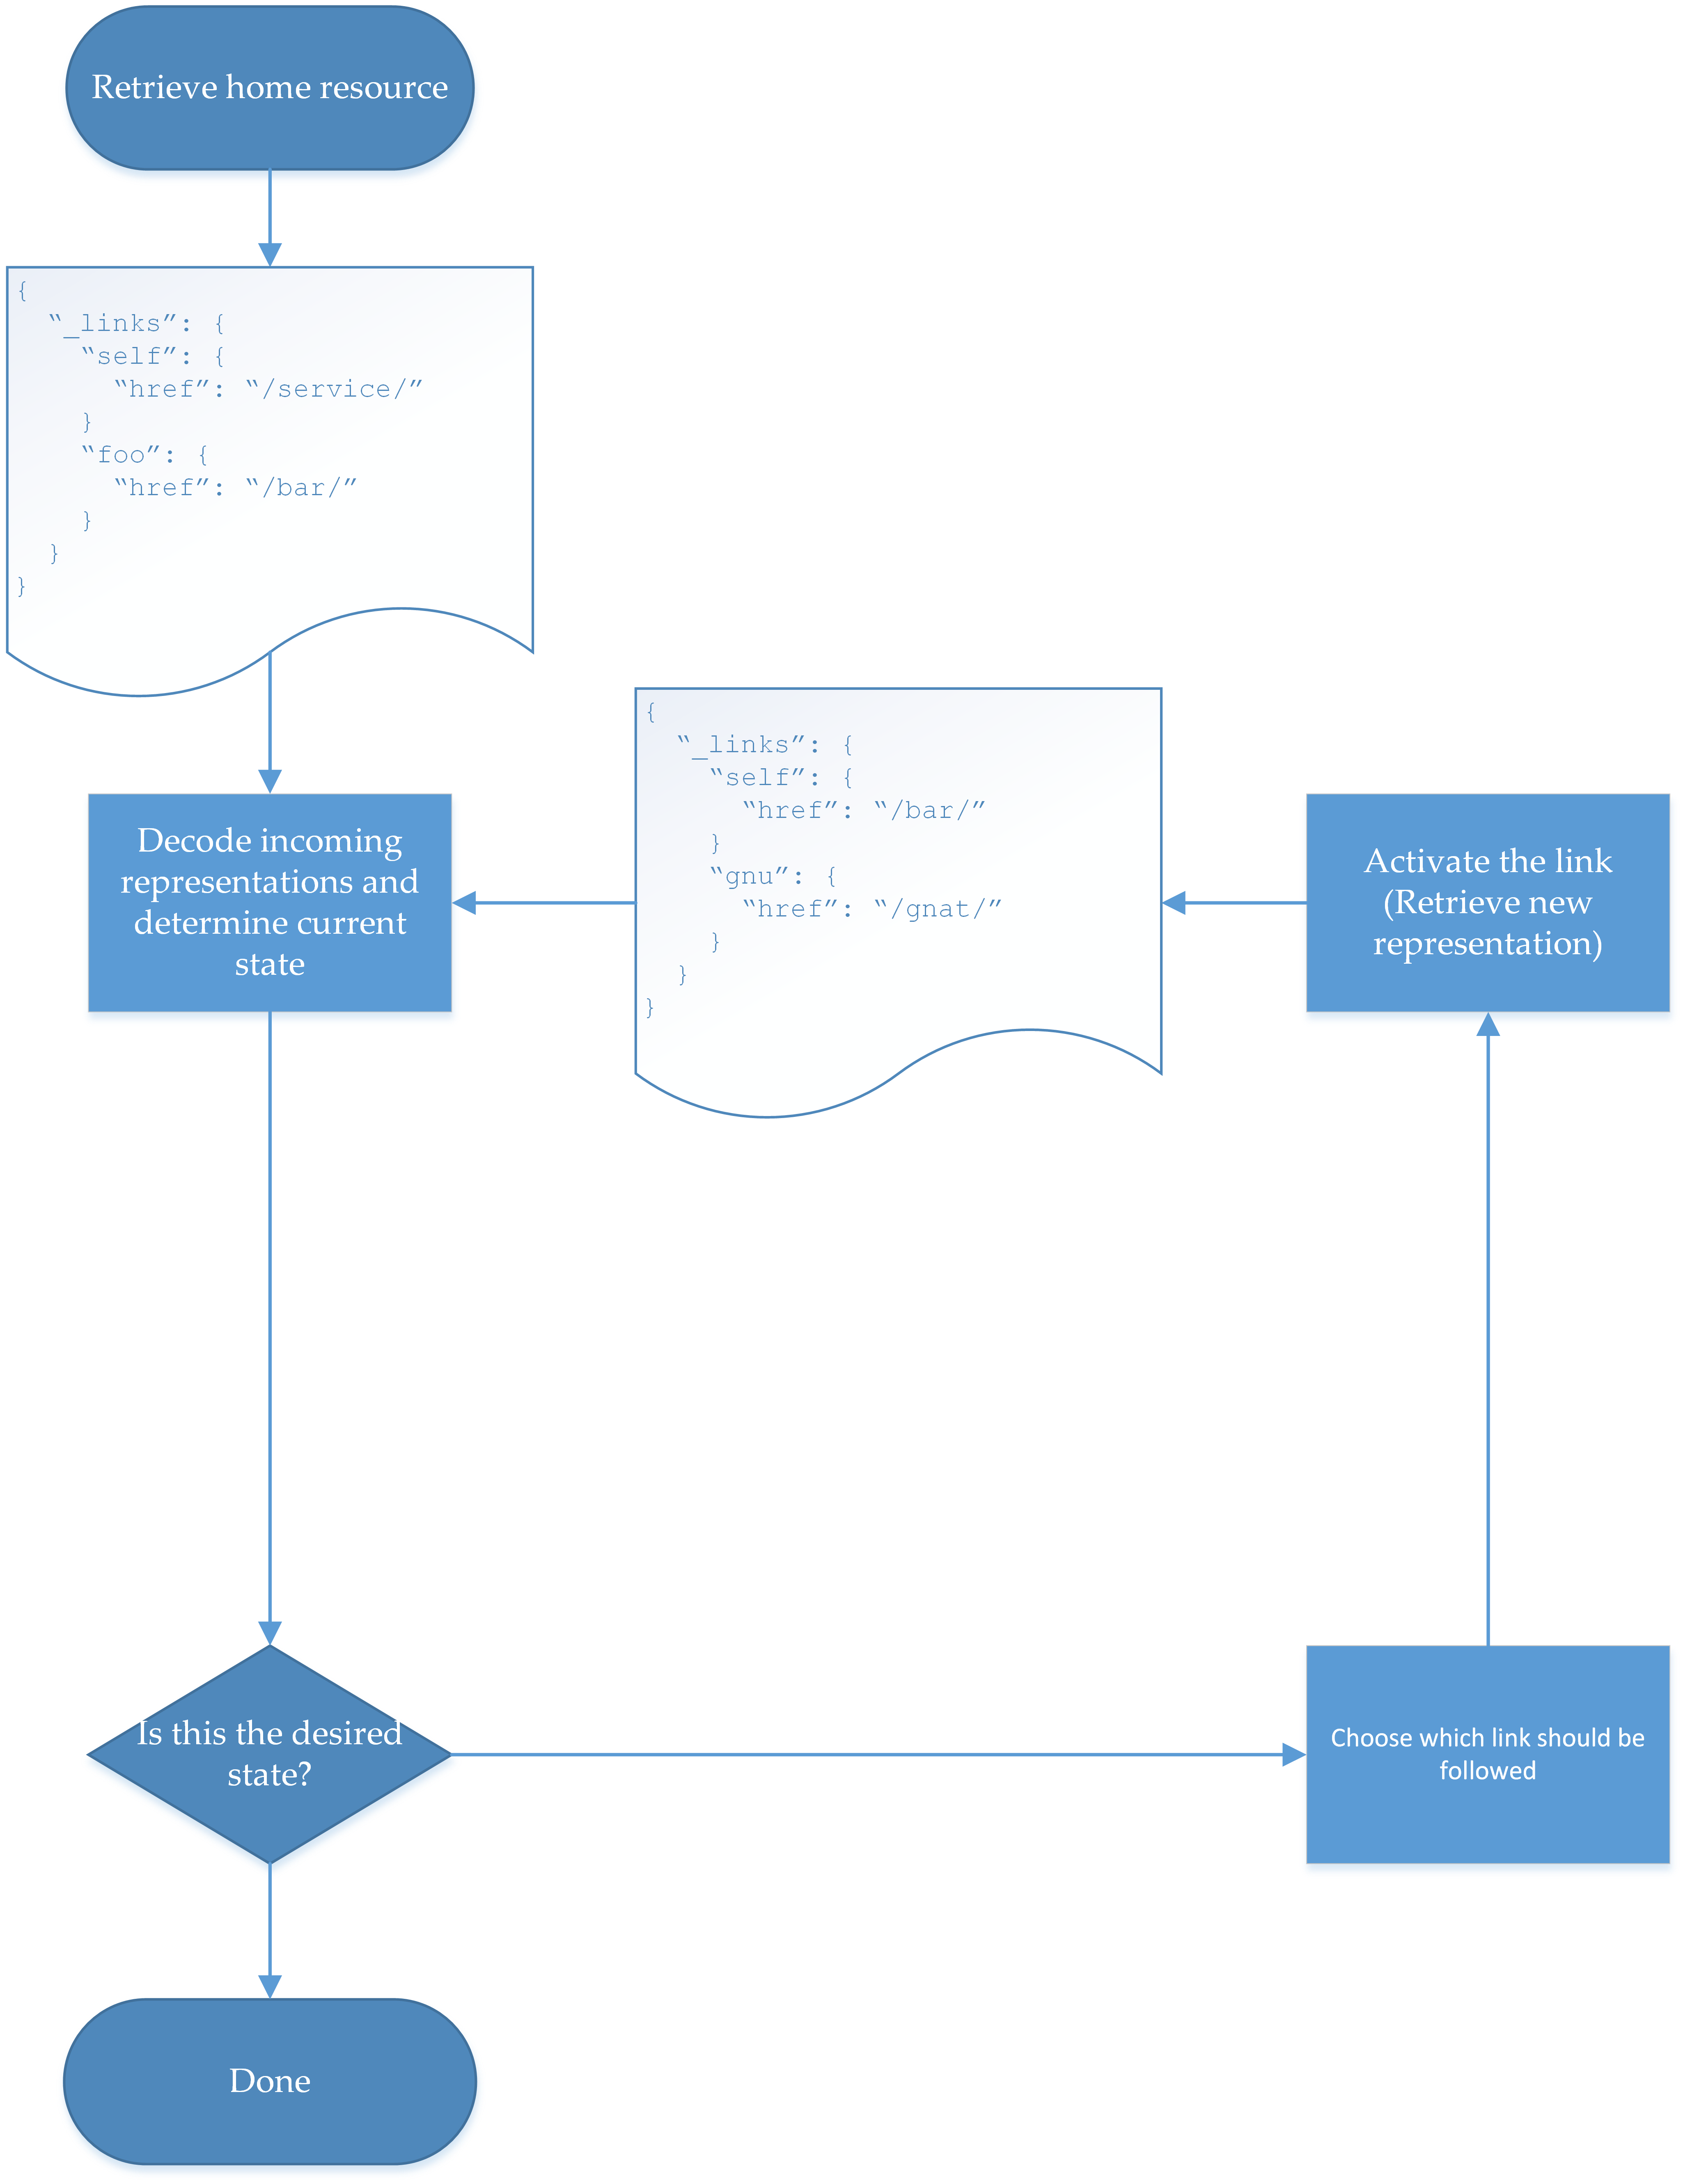 Retrieve home resource
{
  “_links”: {
    “self”: {
      “href”: “/service/”
    }
    “foo”: {
      “href”: “/bar/”
    }
  }
}
{
  “_links”: {
    “self”: {
      “href”: “/bar/”
    }
    “gnu”: {
      “href”: “/gnat/”
    }
  }
}
Decode incoming
representations and
determine current
state
Activate the link
(Retrieve new
representation)
Is this the desired
state?
Choose which link should be
followed
Done